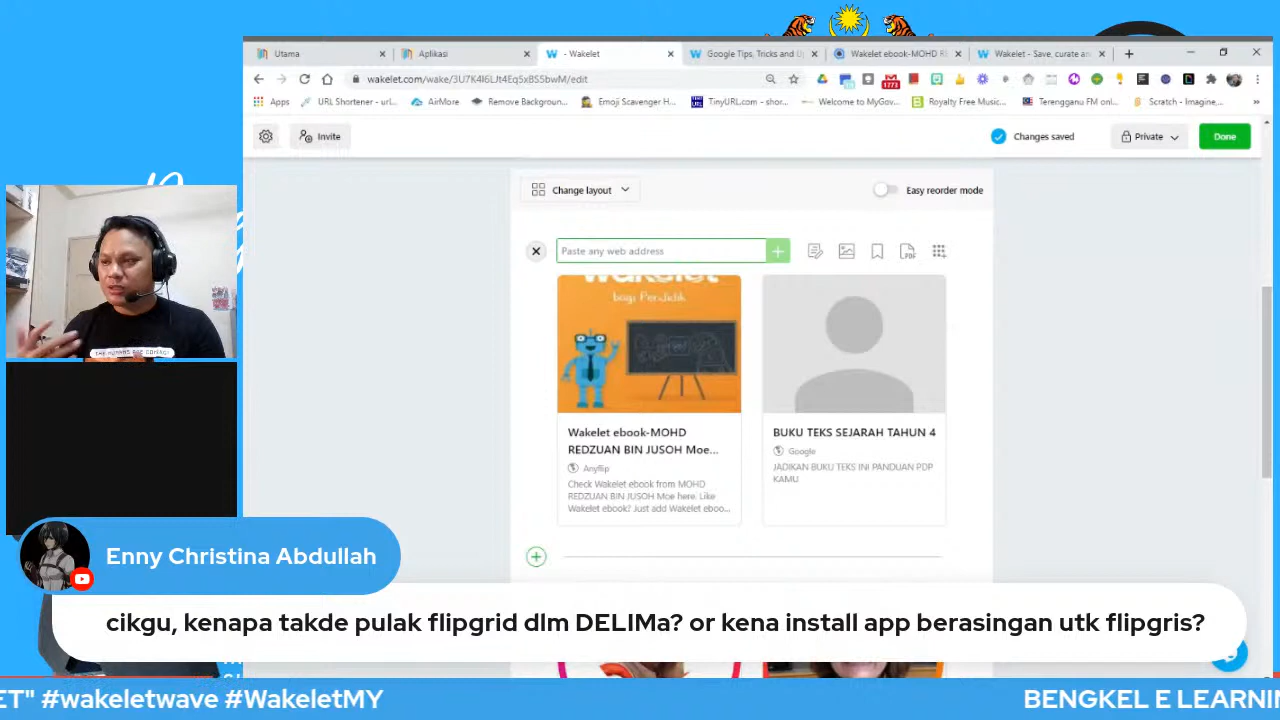 Utama
Aplikasi
- Wakelet
Google Tips, Tricks and U
Wakelet ebook-MOHD R
Wakelet - Save, curate an
wakelet.com/wake/3U7K4I6LJt4Eq5xBS5bwM/edit
Apps
URL Shortener - url...
AirMore
Remove Backgroun...
Emoji Scavenger H...
TinyURL.com - shor...
Welcome to MyGov...
Royalty Free Music...
Terengganu FM onl...
Scratch - Imagine,...
Invite
Changes saved
Private
Done
Change layout
Easy reorder mode
Paste any web address
PDF
wakelet
bagi Pendidik
Wakelet ebook-MOHD
REDZUAN BIN JUSOH Moe...
Anyflip
Check Wakelet ebook from MOHD
REDZUAN BIN JUSOH Moe here. Like
Wakelet ebook? Just add Wakelet eboo...
BUKU TEKS SEJARAH TAHUN 4
Google
JADIKAN BUKU TEKS INI PANDUAN PDP
KAMU
Enny Christina Abdullah
cikgu, kenapa takde pulak flipgrid dlm DELIMa? or kena install app berasingan utk flipgris?
ET" #wakeletwave #WakeletMY
BENGKEL E LEARNIN